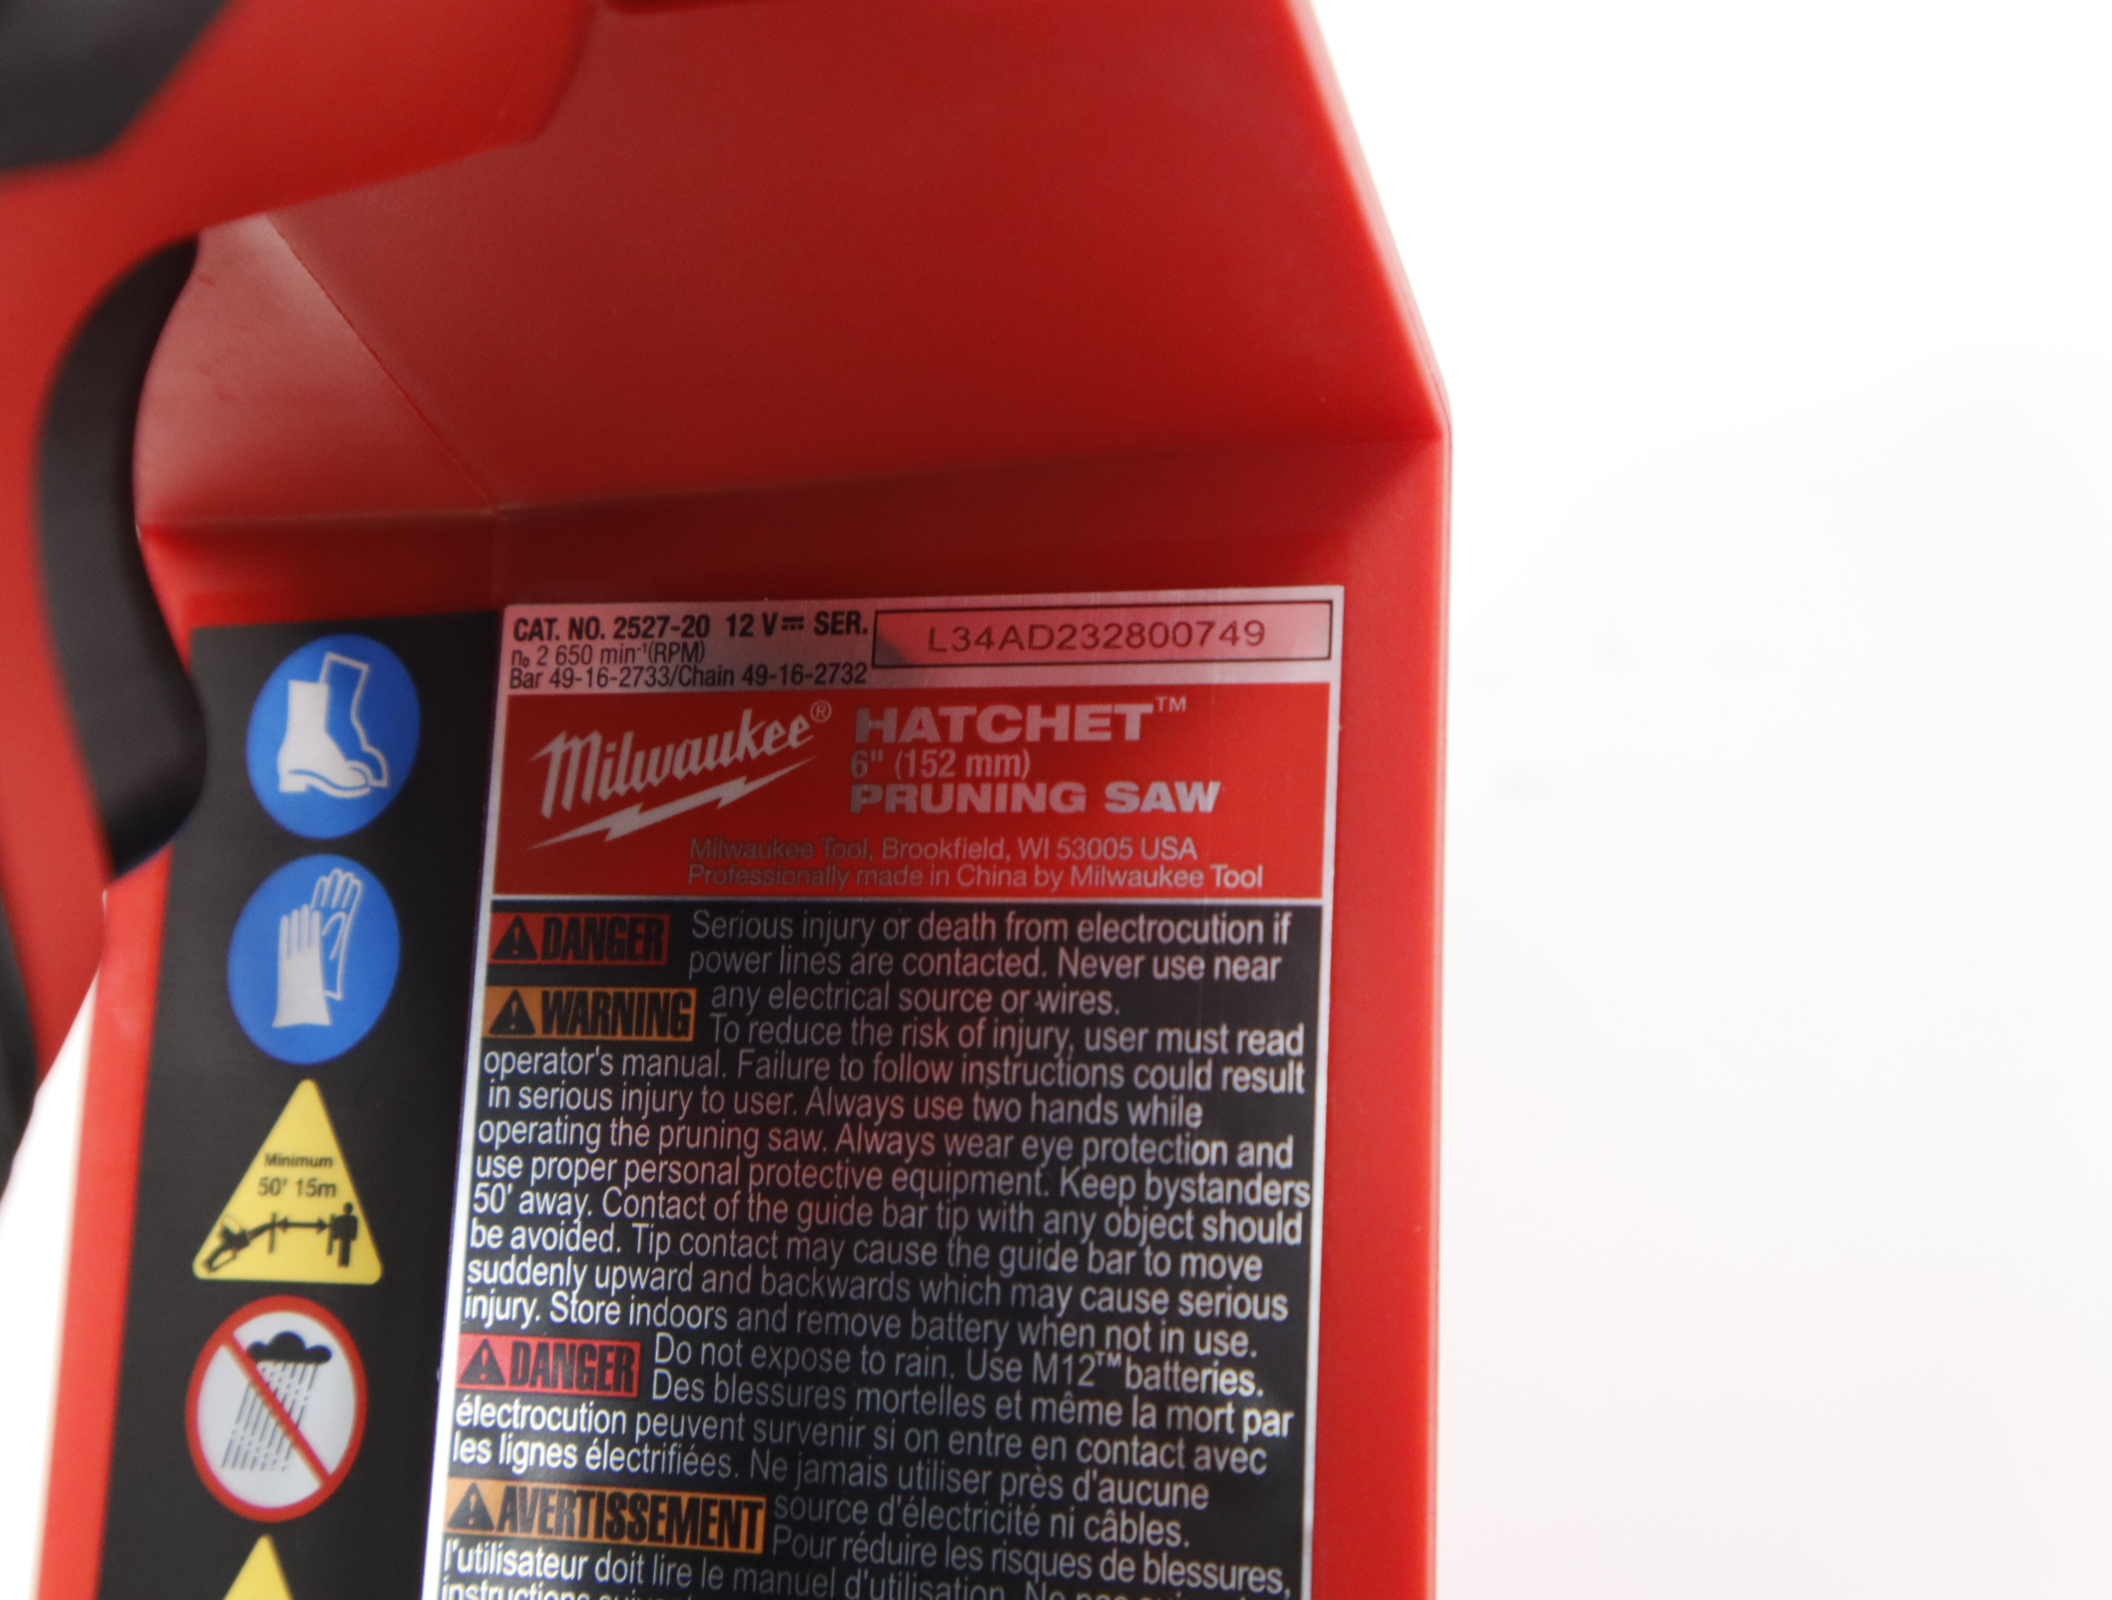 CAT. NO. 2527-20 12 V⎓ SER. L34AD232800749
n₀ 2 650 min⁻¹(RPM)
Bar 49-16-2733/Chain 49-16-2732
Milwaukee® HATCHET™
6" (152 mm)
PRUNING SAW
Milwaukee Tool, Brookfield, WI 53005 USA
Professionally made in China by Milwaukee Tool
DANGER Serious injury or death from electrocution if
power lines are contacted. Never use near
WARNING any electrical source or wires.
To reduce the risk of injury, user must read
operator's manual. Failure to follow instructions could result
in serious injury to user. Always use two hands while
operating the pruning saw. Always wear eye protection and
use proper personal protective equipment. Keep bystanders
50' away. Contact of the guide bar tip with any object should
be avoided. Tip contact may cause the guide bar to move
suddenly upward and backwards which may cause serious
injury. Store indoors and remove battery when not in use.
DANGER Do not expose to rain. Use M12™ batteries.
Des blessures mortelles et même la mort par
électrocution peuvent survenir si on entre en contact avec
les lignes électrifiées. Ne jamais utiliser près d'aucune
AVERTISSEMENT source d'électricité ni câbles.
Pour réduire les risques de blessures,
l'utilisateur doit lire le manuel d'utilisation. Ne
instructions
Minimum
50' 15m